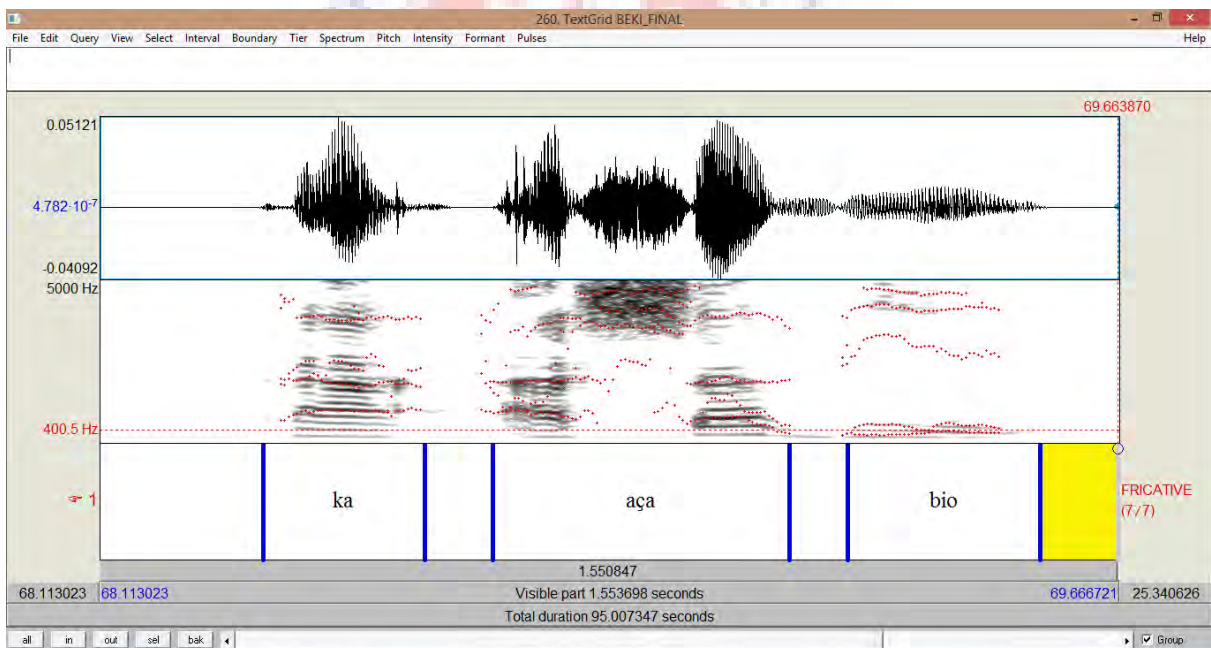 260. TextGrid BEKI_FINAL
File Edit Query View Select Interval Boundary Tier Spectrum Pitch Intensity Formant Pulses Help
69.663870
0.05121
4.782·10-7
-0.04092
5000 Hz
400.5 Hz
1 ka aça bio FRICATIVE
(7/7)
1.550847
68.113023 68.113023 Visible part 1.553698 seconds 69.666721 25.340626
Total duration 95.007347 seconds
all in out sel bak Group